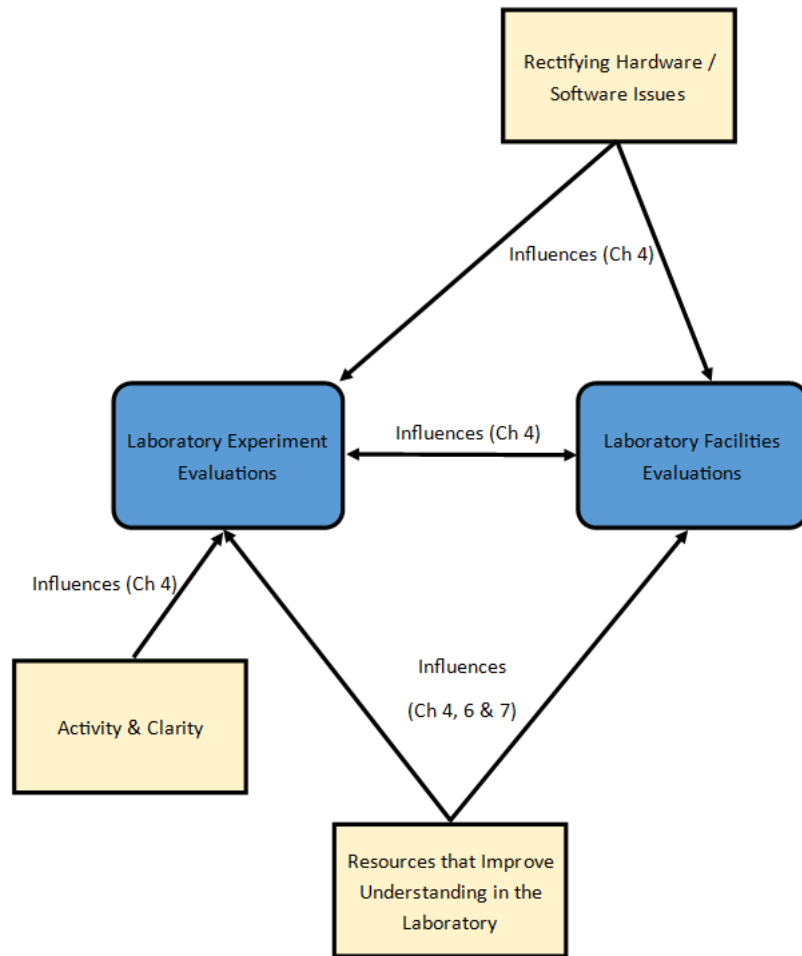 Rectifying Hardware /
Software Issues
Influences (Ch 4)
Laboratory Experiment
Evaluations
Influences (Ch 4)
Laboratory Facilities
Evaluations
Influences (Ch 4)
Activity & Clarity
Influences
(Ch 4, 6 & 7)
Resources that Improve
Understanding in the
Laboratory